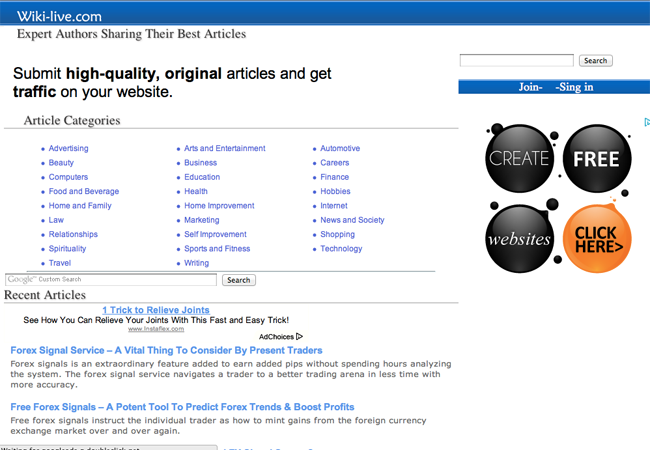 Wiki-live.com
Expert Authors Sharing Their Best Articles
Search
Submit high-quality, original articles and get
traffic on your website.
Join- -Sing in
Article Categories
Advertising Arts and Entertainment Automotive
Beauty Business Careers
Computers Education Finance
Food and Beverage Health Hobbies
Home and Family Home Improvement Internet
Law Marketing News and Society
Relationships Self Improvement Shopping
Spirituality Sports and Fitness Technology
Travel Writing
CREATE FREE
websites CLICK
HERE>
Google™ Custom Search Search
Recent Articles
1 Trick to Relieve Joints
See How You Can Relieve Your Joints With This Fast and Easy Trick!
www.Instaflex.com
AdChoices
Forex Signal Service – A Vital Thing To Consider By Present Traders
Forex signals is an extraordinary feature added to earn added pips without spending hours analyzing
the system. The forex signal service navigates a trader to a better trading arena in less time with
more accuracy.
Free Forex Signals – A Potent Tool To Predict Forex Trends & Boost Profits
Free forex signals instruct the individual trader as how to mint gains from the foreign currency
exchange market over and over again.